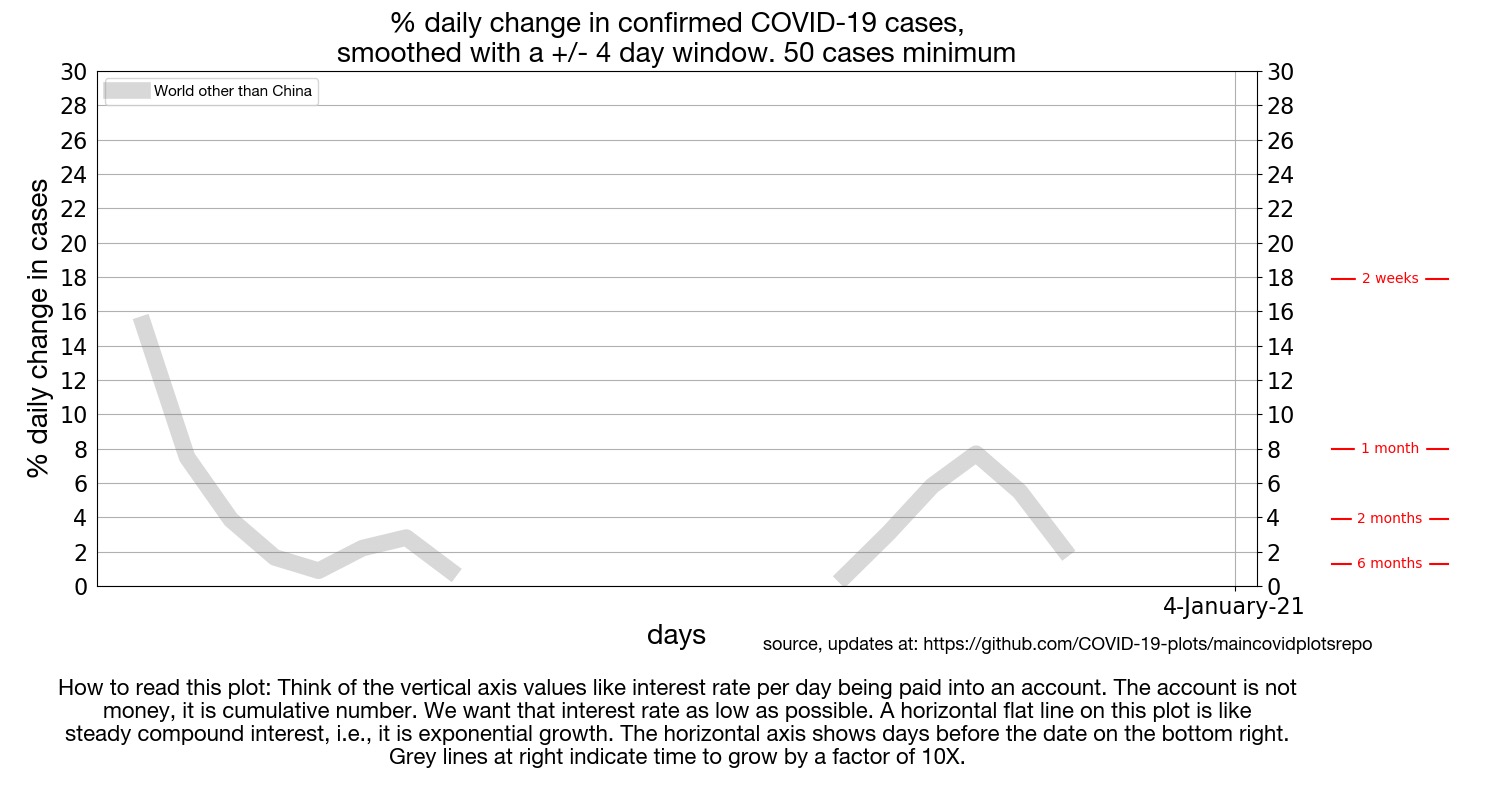 % daily change in confirmed COVID-19 cases,
smoothed with a +/- 4 day window. 50 cases minimum
World other than China
% daily change in cases
30
28
26
24
22
20
18
16
14
12
10
8
6
4
2
0
30
28
26
24
22
20
18
16
14
12
10
8
6
4
2
0
2 weeks
1 month
2 months
6 months
4-January-21
days
source, updates at: https://github.com/COVID-19-plots/maincovidplotsrepo
How to read this plot: Think of the vertical axis values like interest rate per day being paid into an account. The account is not
money, it is cumulative number. We want that interest rate as low as possible. A horizontal flat line on this plot is like
steady compound interest, i.e., it is exponential growth. The horizontal axis shows days before the date on the bottom right.
Grey lines at right indicate time to grow by a factor of 10X.